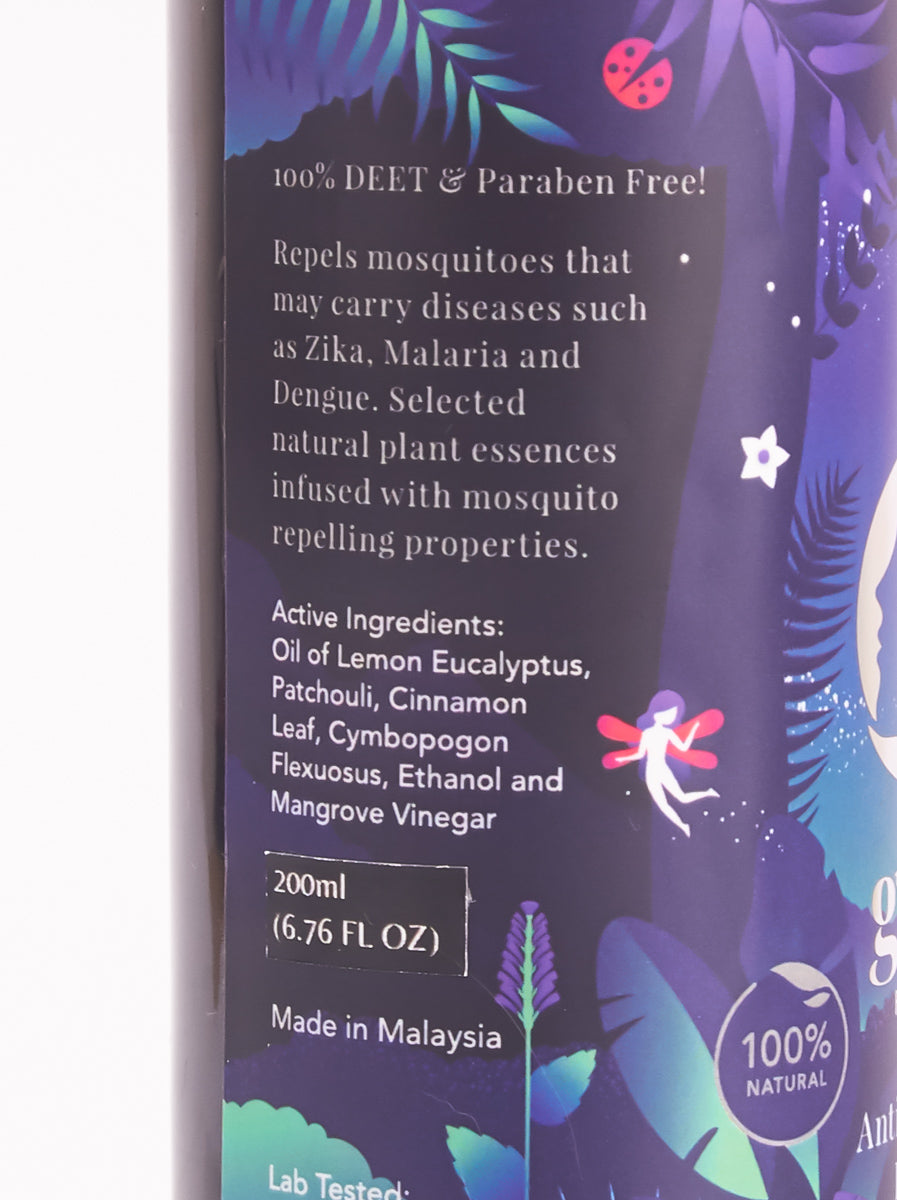 100% DEET & Paraben Free!
Repels mosquitoes that
may carry diseases such
as Zika, Malaria and
Dengue. Selected
natural plant essences
infused with mosquito
repelling properties.
Active Ingredients:
Oil of Lemon Eucalyptus,
Patchouli, Cinnamon
Leaf, Cymbopogon
Flexuosus, Ethanol and
Mangrove Vinegar
200ml
(6.76 FL OZ)
Made in Malaysia
Lab Tested:
100%
NATURAL